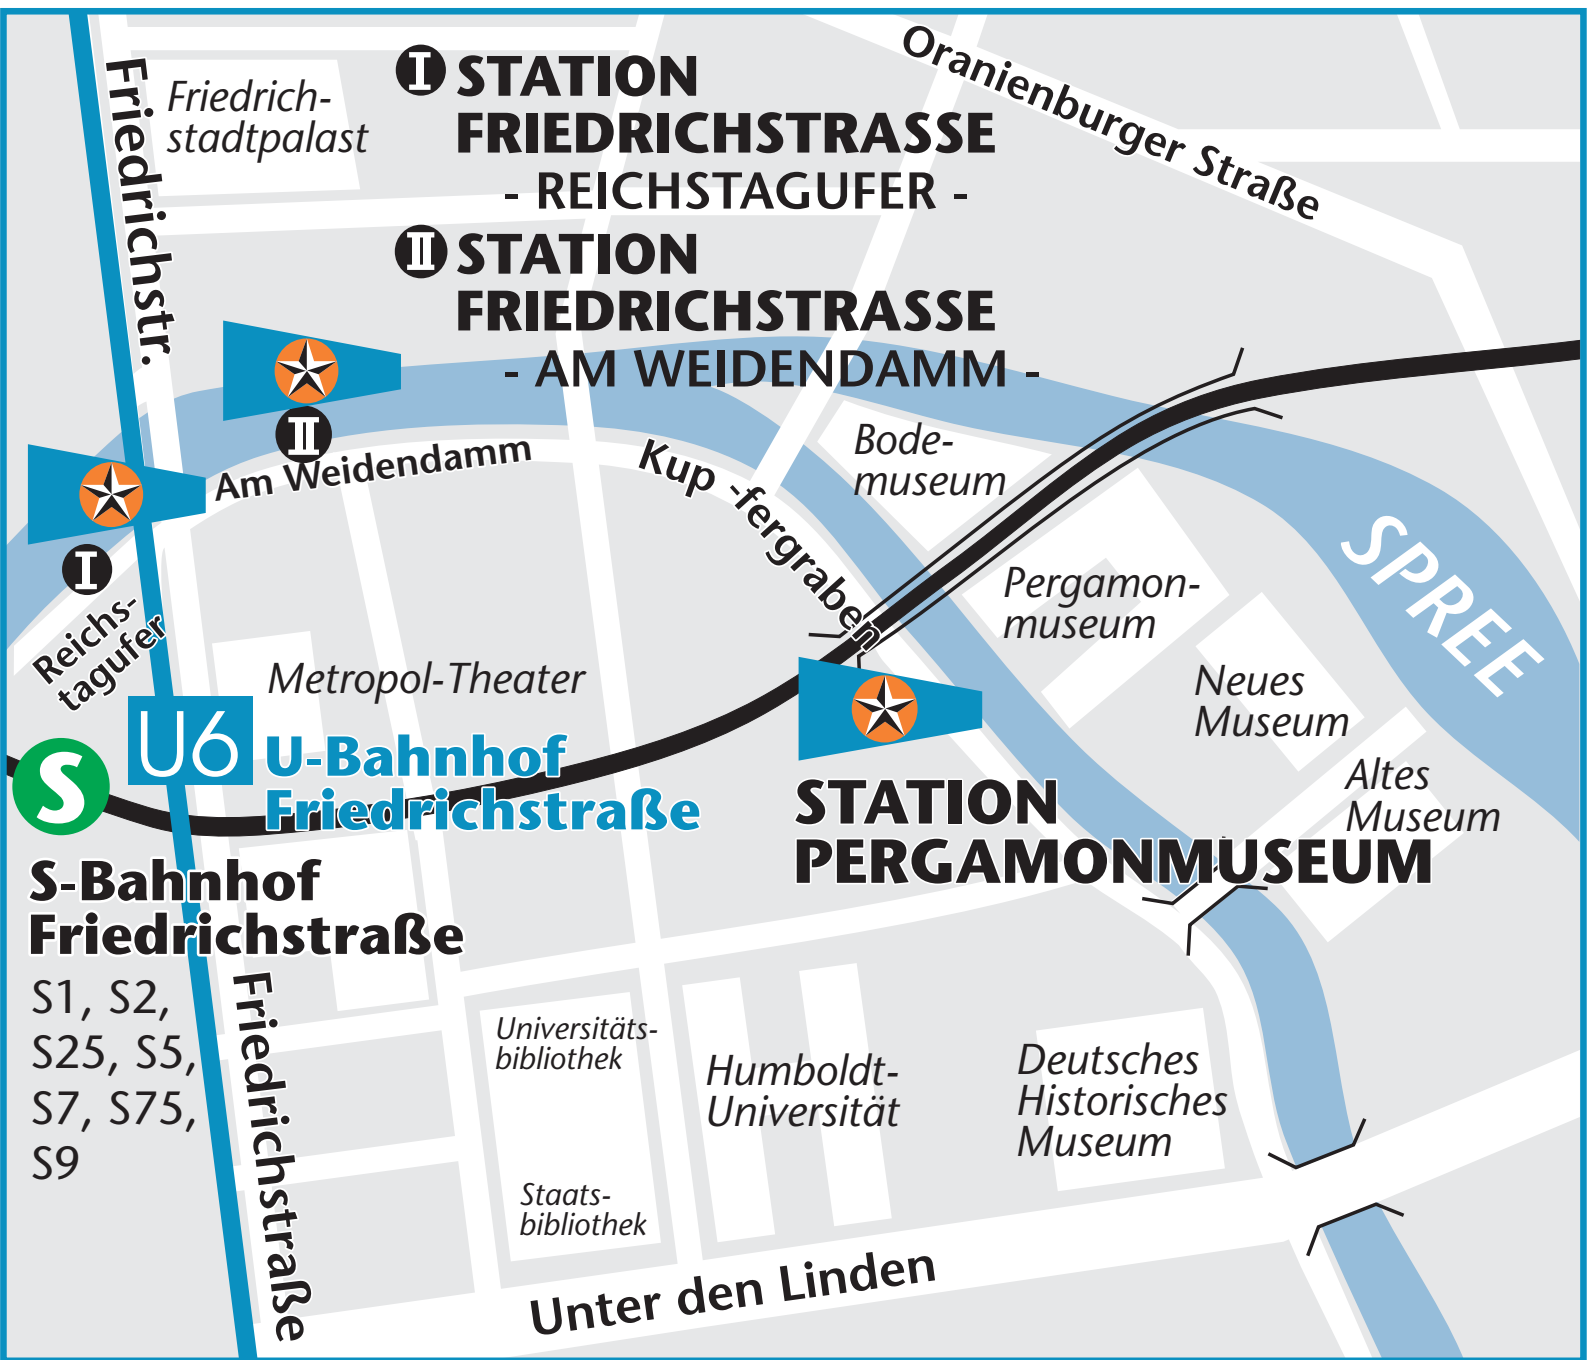 Friedrichstr.
Friedrich-
stadtpalast
I STATION
FRIEDRICHSTRASSE
- REICHSTAGUFER -
II STATION
FRIEDRICHSTRASSE
- AM WEIDENDAMM -
Oranienburger Straße
II
Am Weidendamm
I
Reichs-
tagufer
Kup -fergraben
Bode-
museum
Pergamon-
museum
SPREE
Neues
Museum
Altes
Museum
Metropol-Theater
U6
U-Bahnhof
Friedrichstraße
S
S-Bahnhof
Friedrichstraße
S1, S2,
S25, S5,
S7, S75,
S9
STATION
PERGAMONMUSEUM
Friedrichstraße
Universitäts-
bibliothek
Staats-
bibliothek
Humboldt-
Universität
Deutsches
Historisches
Museum
Unter den Linden